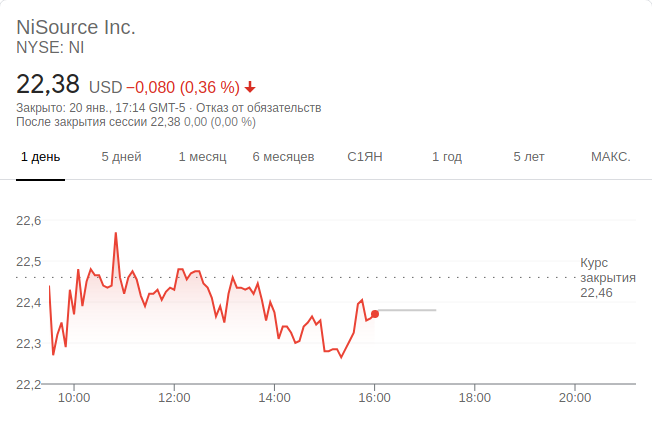 NiSource Inc.
NYSE: NI
22,38 USD −0,080 (0,36 %)
Закрыто: 20 янв., 17:14 GMT-5 · Отказ от обязательств
После закрытия сессии 22,38 0,00 (0,00 %)
1 день 5 дней 1 месяц 6 месяцев С1ЯН 1 год 5 лет МАКС.
22,6
22,5
Курс
закрытия
22,46
22,4
22,3
22,2
10:00 12:00 14:00 16:00 18:00 20:00